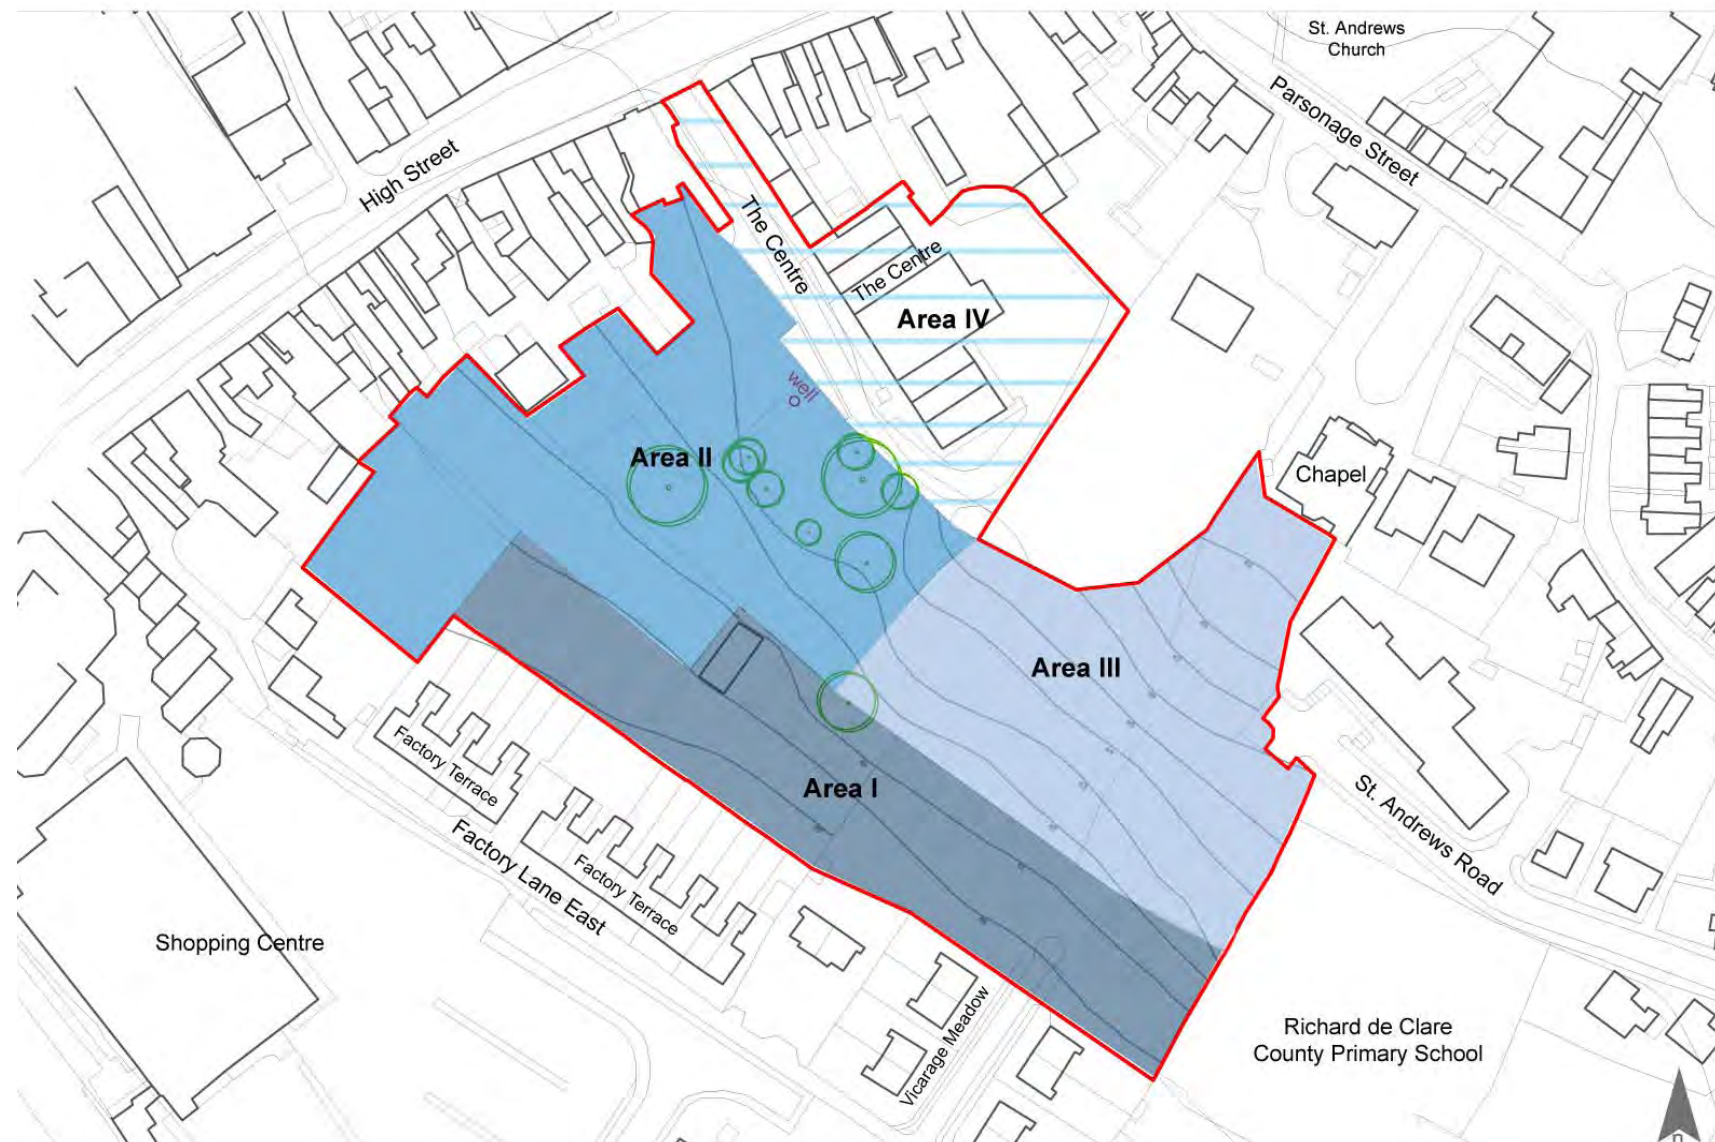 St. Andrews
Church
Parsonage Street
High Street
The Centre
The Centre
Area IV
well
Area II
Chapel
Area III
Area I
Factory Terrace
Factory Terrace
Factory Lane East
St. Andrews Road
Shopping Centre
Vicarage Meadow
Richard de Clare
County Primary School